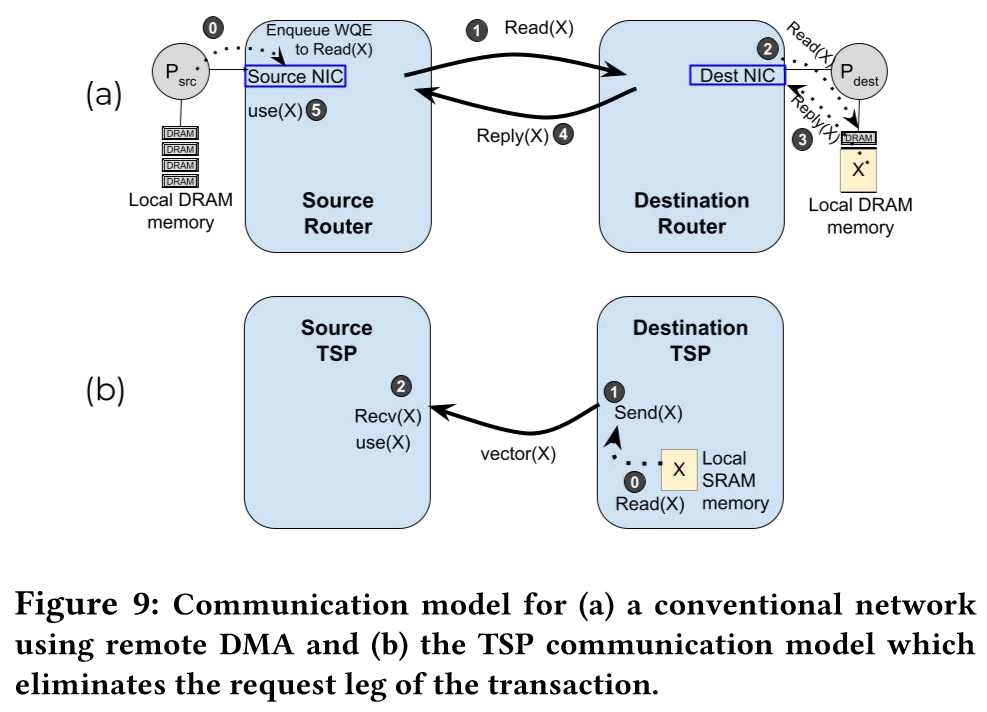 0
Enqueue WQE
to Read(X)
1
Read(X)
2
Read(X)
P src
Source NIC
Dest NIC
P dest
(a)
use(X) 5
Reply(X) 4
Reply(X)
3
DRAM
DRAM
DRAM
DRAM
DRAM
X
Local DRAM
memory
Source
Router
Destination
Router
Local DRAM
memory
Source
TSP
Destination
TSP
(b)
2
Recv(X)
use(X)
vector(X)
1
Send(X)
X
Local
SRAM
memory
0
Read(X)
Figure 9: Communication model for (a) a conventional network
using remote DMA and (b) the TSP communication model which
eliminates the request leg of the transaction.